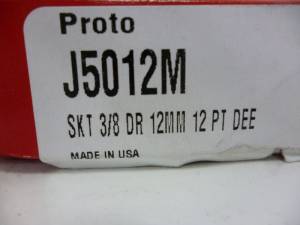 Proto
J5012M
SKT 3/8 DR 12MM 12 PT DEE
MADE IN USA